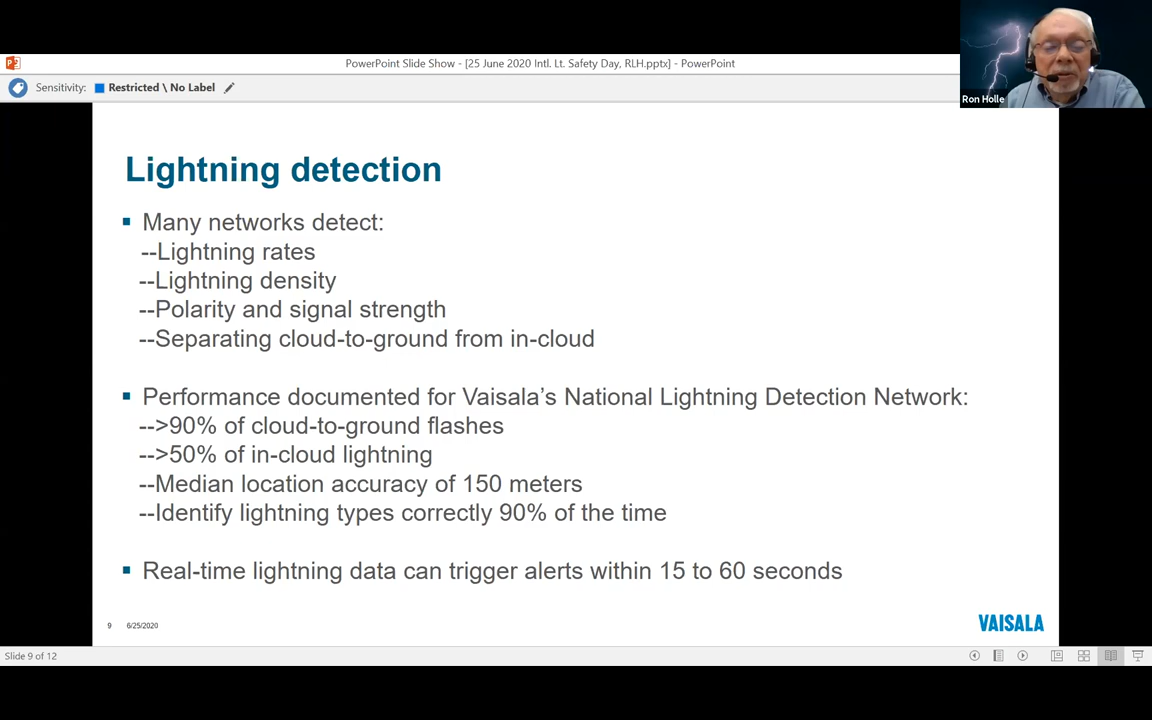 PowerPoint Slide Show - [25 June 2020 Intl. Lt. Safety Day, RLH.pptx] - PowerPoint
Sensitivity: Restricted \ No Label
Ron Holle
Lightning detection
▪ Many networks detect:
--Lightning rates
--Lightning density
--Polarity and signal strength
--Separating cloud-to-ground from in-cloud
▪ Performance documented for Vaisala's National Lightning Detection Network:
-->90% of cloud-to-ground flashes
-->50% of in-cloud lightning
--Median location accuracy of 150 meters
--Identify lightning types correctly 90% of the time
▪ Real-time lightning data can trigger alerts within 15 to 60 seconds
9 6/25/2020
VAISALA
Slide 9 of 12